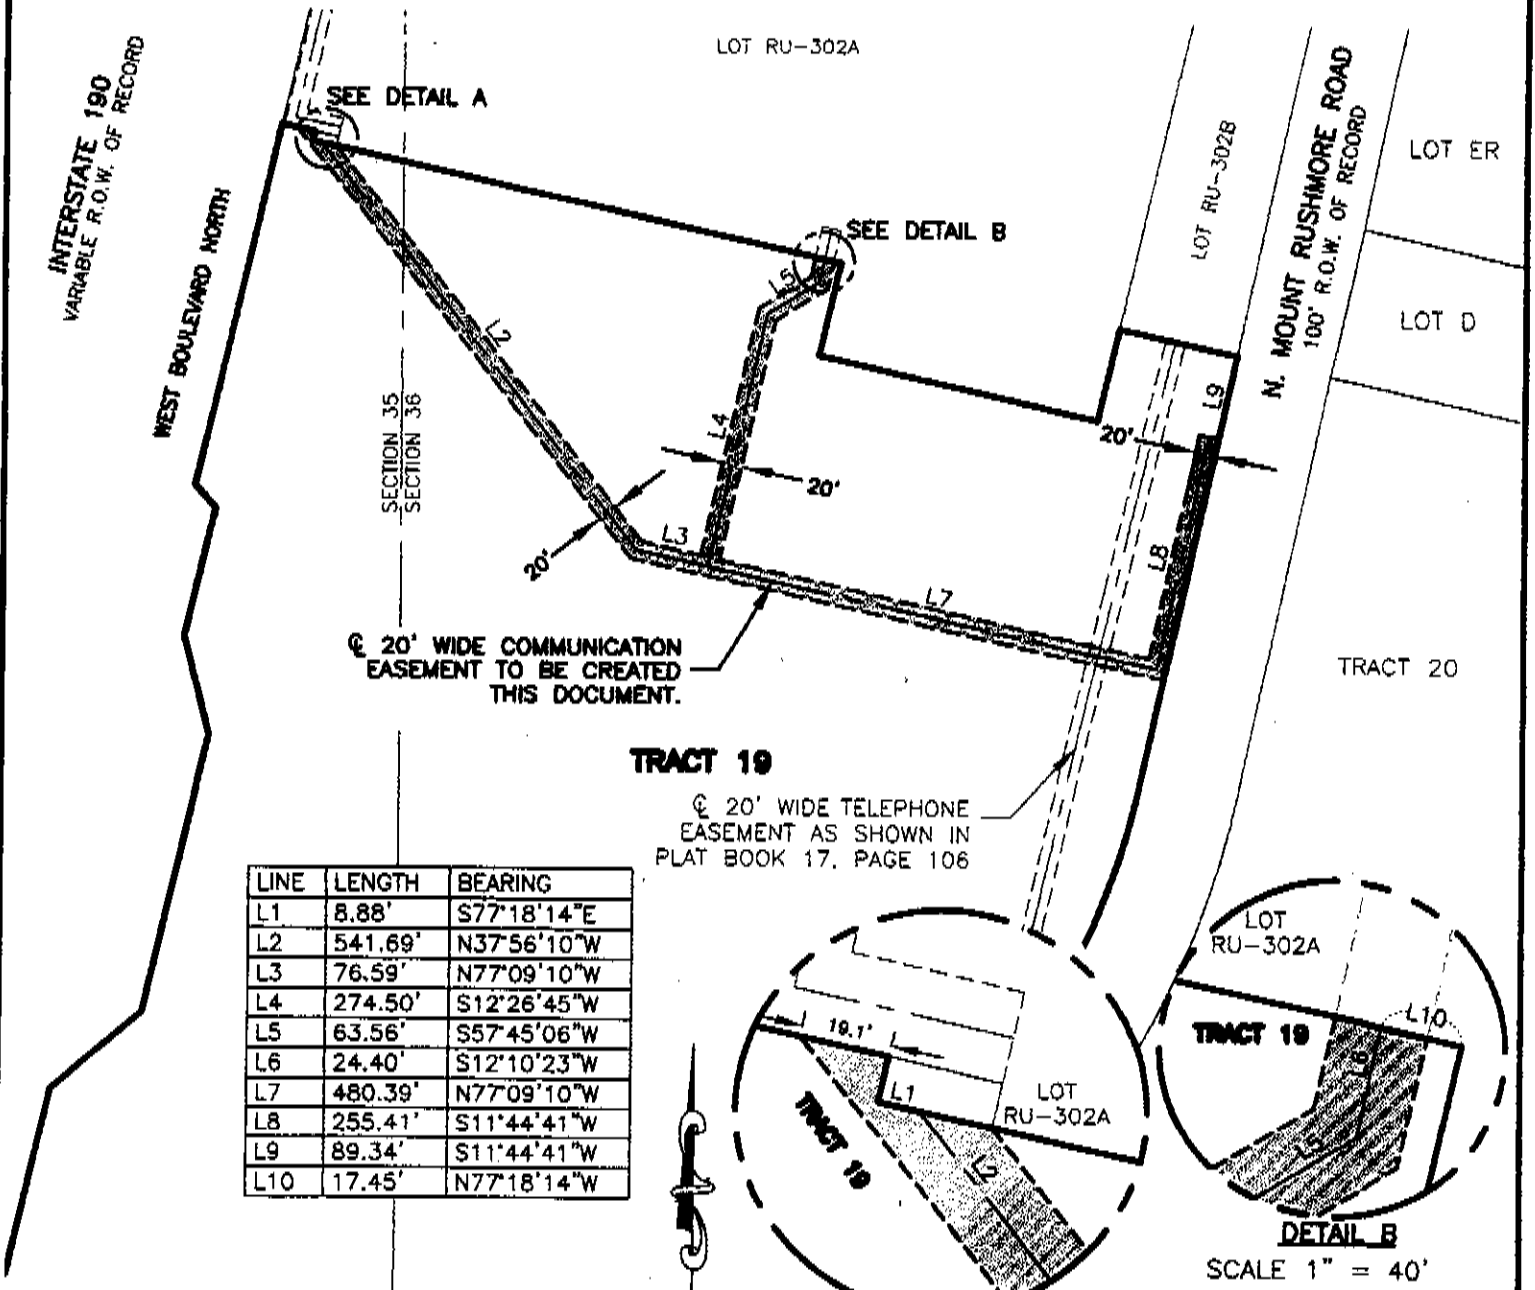 LOT RU-302A
INTERSTATE 190
VARIABLE R.O.W. OF RECORD
SEE DETAIL A
WEST BOULEVARD NORTH
SECTION 35
SECTION 36
SEE DETAIL B
LOT RU-302B
N. MOUNT RUSHMORE ROAD
100' R.O.W. OF RECORD
LOT ER
LOT D
L5
L2
L4
L9
20'
20'
L3
20'
L8
L7
℄ 20' WIDE COMMUNICATION
EASEMENT TO BE CREATED
THIS DOCUMENT.
TRACT 20
TRACT 19
℄ 20' WIDE TELEPHONE
EASEMENT AS SHOWN IN
PLAT BOOK 17, PAGE 106
LINE LENGTH BEARING
L1 8.88' S77°18'14"E
L2 541.69' N37°56'10"W
L3 76.59' N77°09'10"W
L4 274.50' S12°26'45"W
L5 63.56' S57°45'06"W
L6 24.40' S12°10'23"W
L7 480.39' N77°09'10"W
L8 255.41' S11°44'41"W
L9 89.34' S11°44'41"W
L10 17.45' N77°18'14"W
19.1'
L1
LOT
RU-302A
TRACT 19
L2
LOT
RU-302A
TRACT 19
L10
L6
L5
DETAIL B
SCALE 1" = 40'